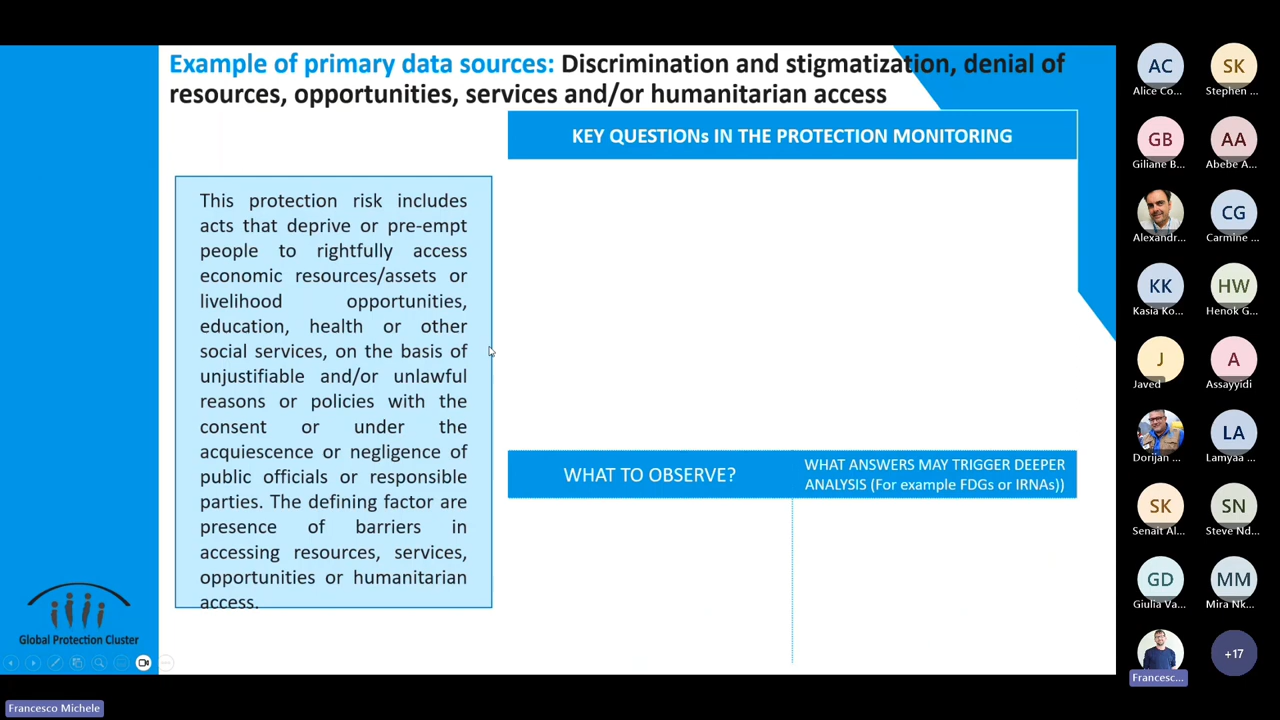 Example of primary data sources: Discrimination and stigmatization, denial of
resources, opportunities, services and/or humanitarian access
KEY QUESTIONs IN THE PROTECTION MONITORING
This protection risk includes
acts that deprive or pre-empt
people to rightfully access
economic resources/assets or
livelihood opportunities,
education, health or other
social services, on the basis of
unjustifiable and/or unlawful
reasons or policies with the
consent or under the
acquiescence or negligence of
public officials or responsible
parties. The defining factor are
presence of barriers in
accessing resources, services,
opportunities or humanitarian
access.
WHAT TO OBSERVE?
WHAT ANSWERS MAY TRIGGER DEEPER
ANALYSIS (For example FDGs or IRNAs))
Global Protection Cluster
Francesco Michele
AC
Alice Co...
SK
Stephen ...
GB
Giliane B...
AA
Abebe A...
Alexandr...
CG
Carmine ...
KK
Kasia Ko...
HW
Henok G...
J
Javed
A
Assayyidi
Dorijan ...
LA
Lamyaa ...
SK
Senait Al...
SN
Steve Nd...
GD
Giulia Va...
MM
Mira Nk...
Francesc...
+17